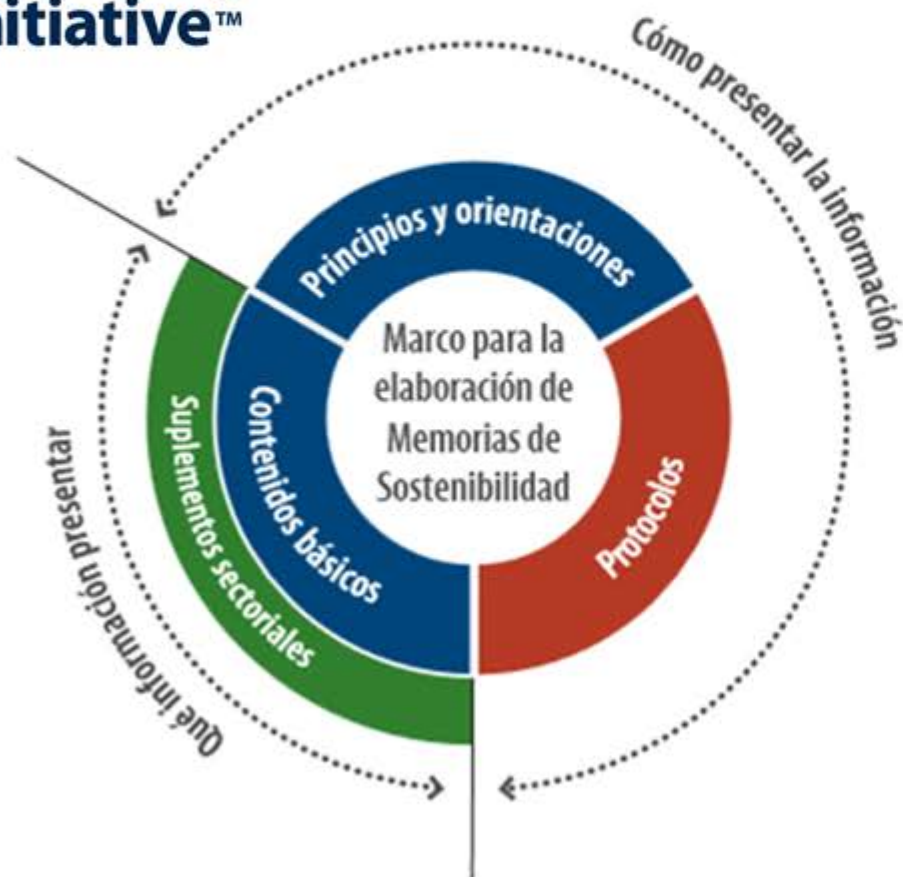 nitiative™
Cómo presentar la información
Principios y orientaciones
Marco para la
elaboración de
Memorias de
Sostenibilidad
Contenidos básicos
Suplementos sectoriales
Protocolos
Qué información presentar